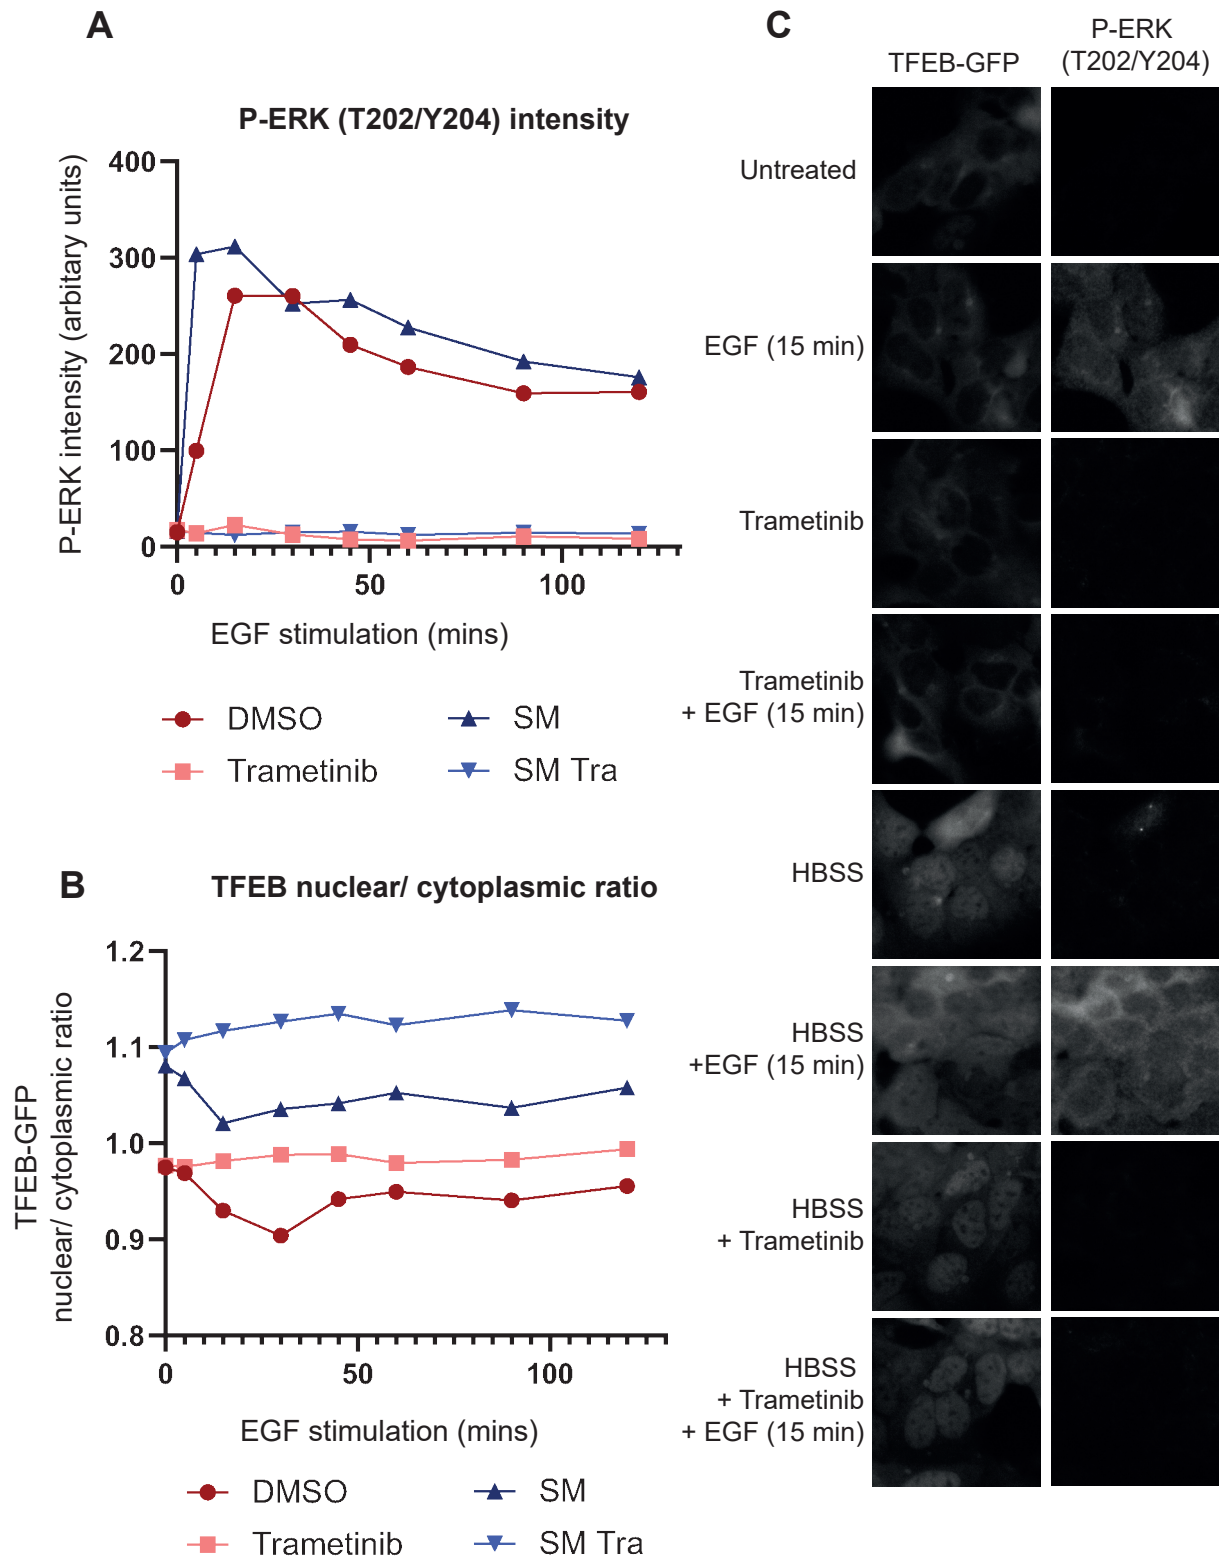 A
P-ERK (T202/Y204) intensity
P-ERK intensity (arbitary units)
400
300
200
100
0
0 50 100
EGF stimulation (mins)
DMSO SM
Trametinib SM Tra
B
TFEB nuclear/ cytoplasmic ratio
TFEB-GFP
nuclear/ cytoplasmic ratio
1.2
1.1
1.0
0.9
0.8
0 50 100
EGF stimulation (mins)
DMSO SM
Trametinib SM Tra
C
TFEB-GFP
P-ERK
(T202/Y204)
Untreated
EGF (15 min)
Trametinib
Trametinib
+ EGF (15 min)
HBSS
HBSS
+EGF (15 min)
HBSS
+ Trametinib
HBSS
+ Trametinib
+ EGF (15 min)